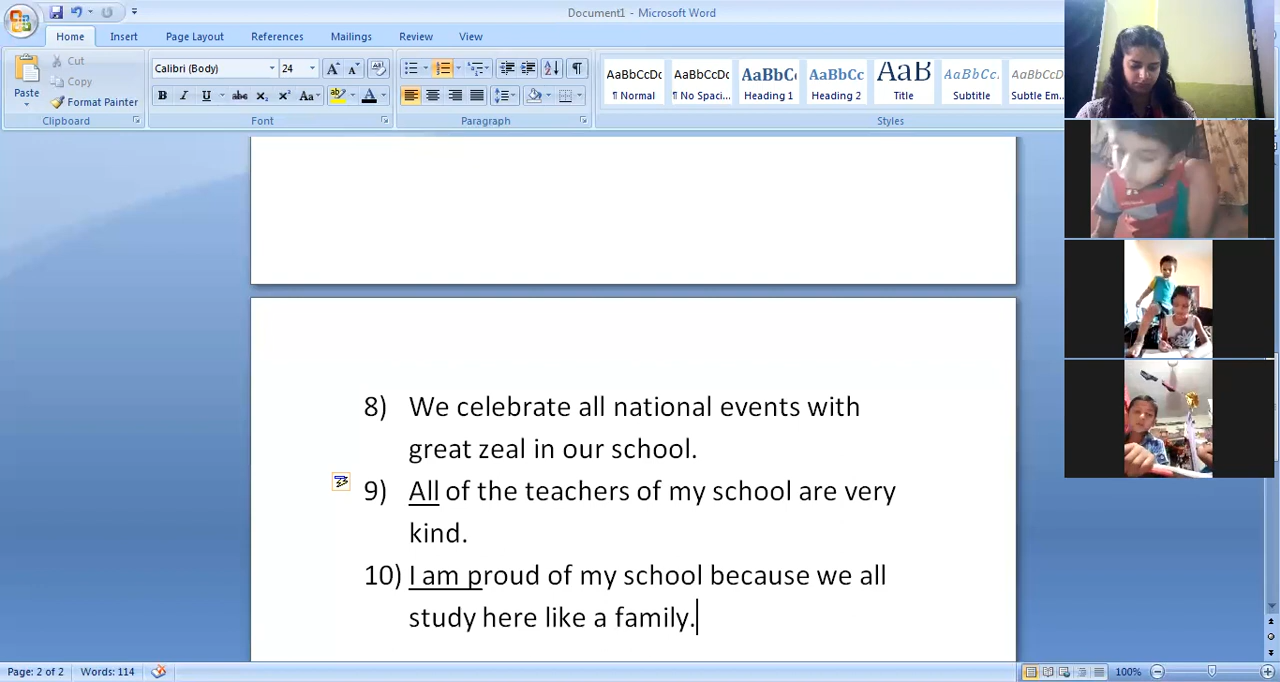 Document1 - Microsoft Word
Home Insert Page Layout References Mailings Review View
Cut
Copy
Format Painter
Paste
Clipboard
Calibri (Body) 24
Font
Paragraph
AaBbCcDc AaBbCcDc AaBbC AaBbCc AaB AaBbCc. AaBbCcD
¶ Normal ¶ No Spaci... Heading 1 Heading 2 Title Subtitle Subtle Em...
Styles
8) We celebrate all national events with
great zeal in our school.
9) All of the teachers of my school are very
kind.
10) I am proud of my school because we all
study here like a family.
Page: 2 of 2 Words: 114 100%